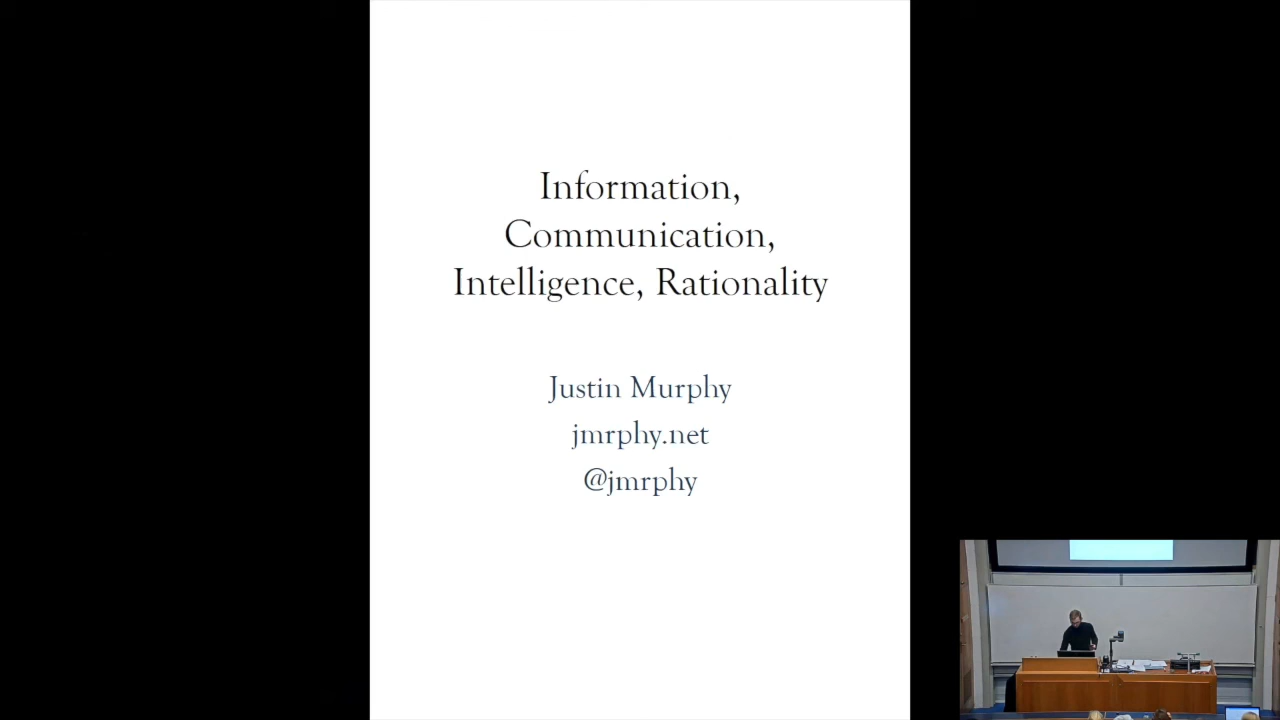 Information,
Communication,
Intelligence, Rationality
Justin Murphy
jmrphy.net
@jmrphy